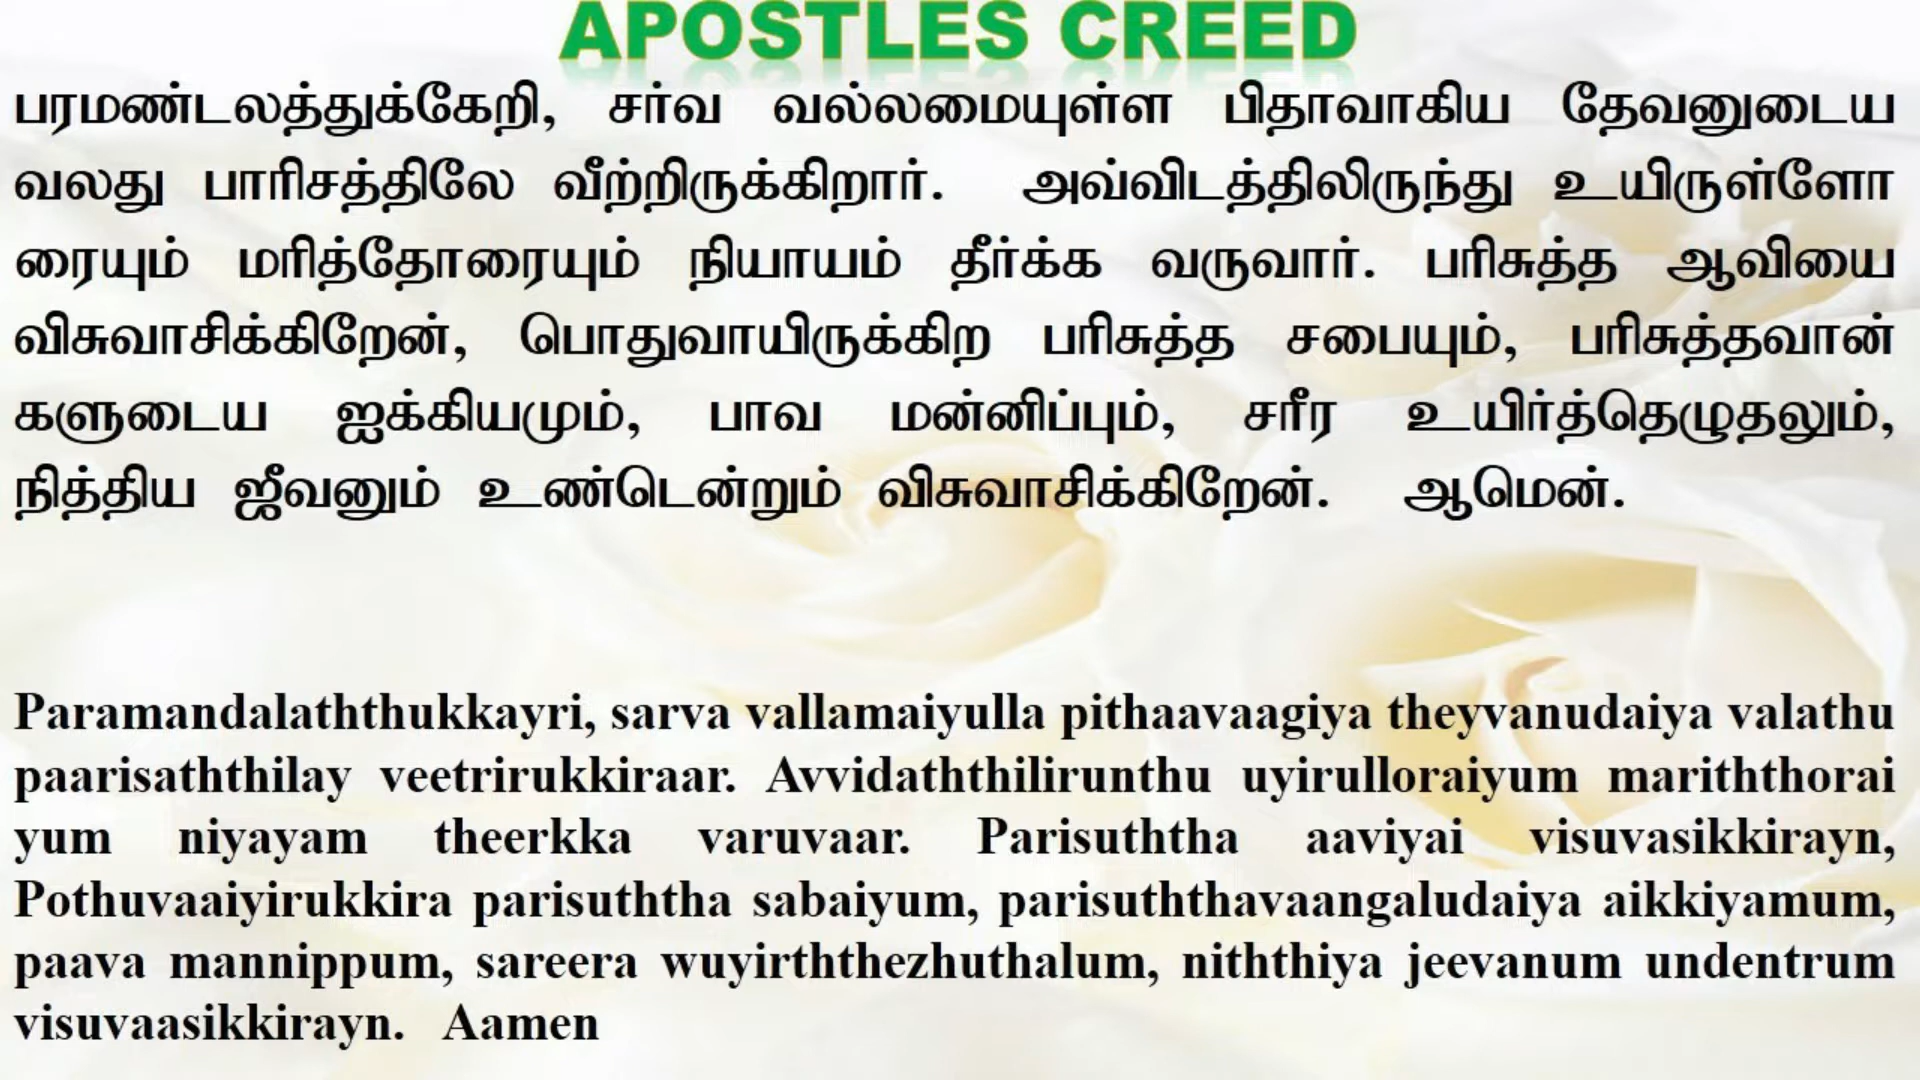 APOSTLES CREED
பரமண்டலத்துக்கேறி, சர்வ வல்லமையுள்ள பிதாவாகிய தேவனுடைய
வலது பாரிசத்திலே வீற்றிருக்கிறார். அவ்விடத்திலிருந்து உயிருள்ளோ
ரையும் மரித்தோரையும் நியாயம் தீர்க்க வருவார். பரிசுத்த ஆவியை
விசுவாசிக்கிறேன், பொதுவாயிருக்கிற பரிசுத்த சபையும், பரிசுத்தவான்
களுடைய ஐக்கியமும், பாவ மன்னிப்பும், சரீர உயிர்த்தெழுதலும்,
நித்திய ஜீவனும் உண்டென்றும் விசுவாசிக்கிறேன். ஆமென்.
Paramandalaththukkayri, sarva vallamaiyulla pithaavaagiya theyvanudaiya valathu
paarisaththilay veetrirukkiraar. Avvidaththilirunthu uyirulloraiyum mariththorai
yum niyayam theerkka varuvaar. Parisuththa aaviyai visuvasikkirayn,
Pothuvaaiyirukkira parisuththa sabaiyum, parisuththavaangaludaiya aikkiyamum,
paava mannippum, sareera wuyirththezhuthalum, niththiya jeevanum undentrum
visuvaasikkirayn. Aamen